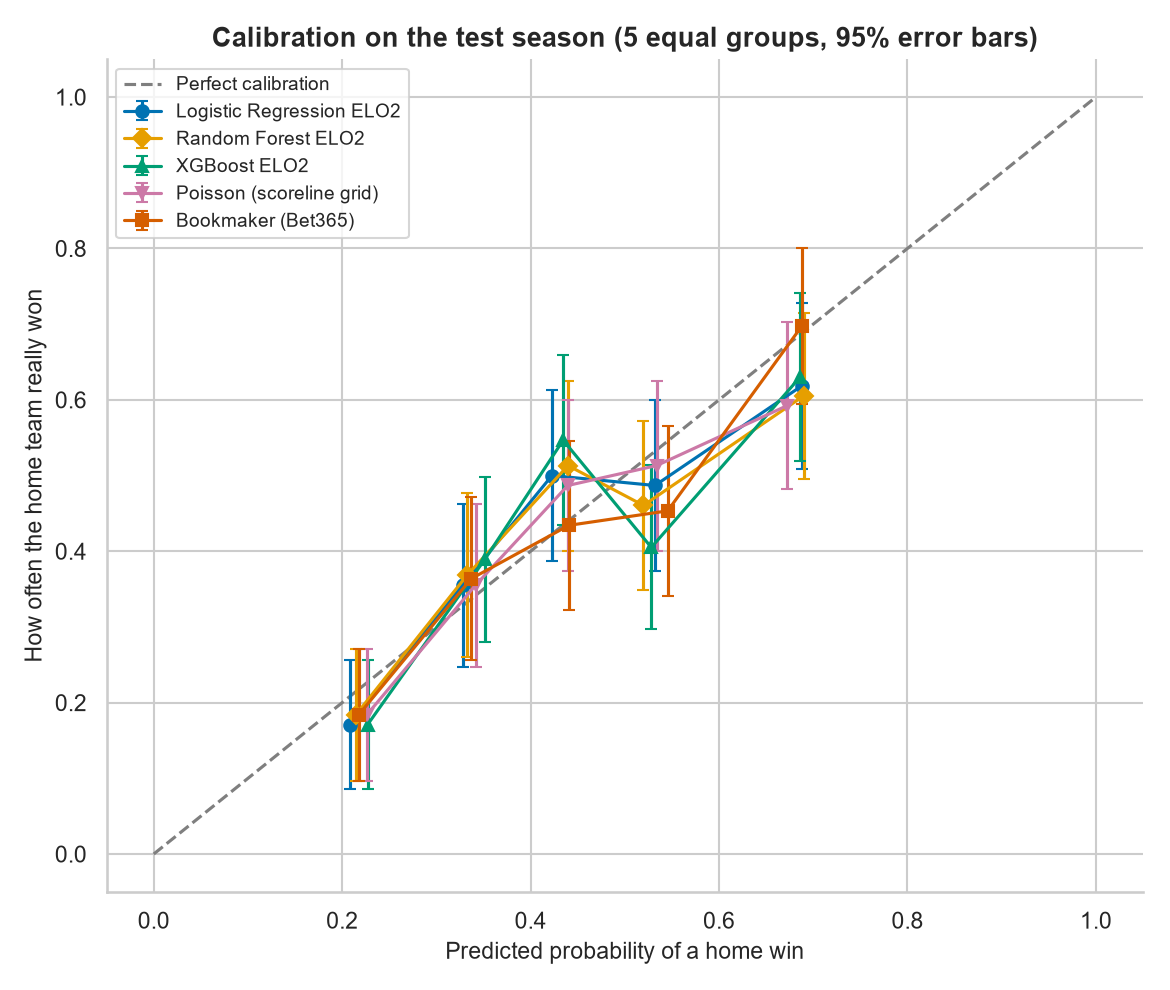 Calibration on the test season (5 equal groups, 95% error bars)
Perfect calibration
Logistic Regression ELO2
Random Forest ELO2
XGBoost ELO2
Poisson (scoreline grid)
Bookmaker (Bet365)
How often the home team really won
1.0
0.8
0.6
0.4
0.2
0.0
0.0 0.2 0.4 0.6 0.8 1.0
Predicted probability of a home win